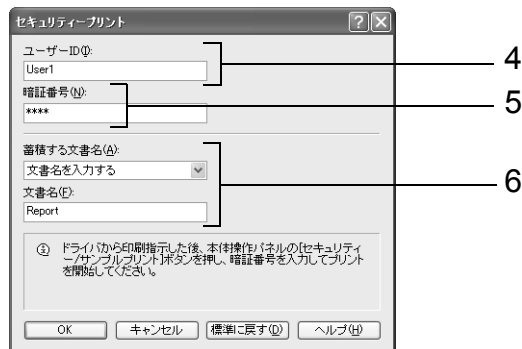 セキュリティープリント
ユーザーID(I):
User1
4
暗証番号(N):
5
****
蓄積する文書名(A):
文書名を入力する
6
文書名(F):
Report
ドライバから印刷指示した後、本体操作パネルの[セキュリティ
ー/サンプルプリント]ボタンを押し、暗証番号を入力してプリント
を開始してください。
OK キャンセル 標準に戻す(D) ヘルプ(H)